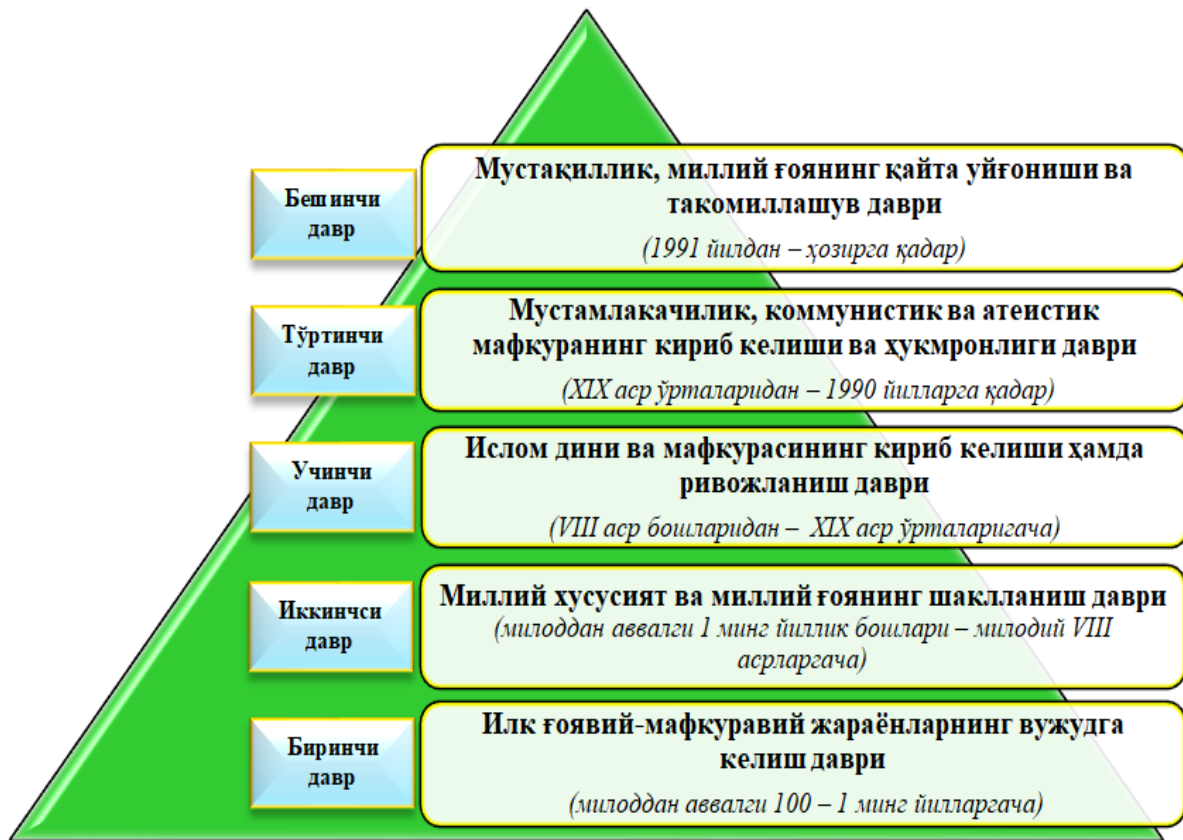 Бешинчи
давр
Мустақиллик, миллий ғоянинг қайта уйғониши ва
такомиллашув даври
(1991 йилдан – ҳозирга қадар)
Тўртинчи
давр
Мустамлакачилик, коммунистик ва атеистик
мафкуранинг кириб келиши ва ҳукмронлиги даври
(XIX аср ўрталаридан – 1990 йилларга қадар)
Учинчи
давр
Ислом дини ва мафкурасининг кириб келиши ҳамда
ривожланиш даври
(VIII аср бошларидан – XIX аср ўрталаригача)
Иккинчси
давр
Миллий хусусият ва миллий ғоянинг шаклланиш даври
(милоддан аввалги 1 минг йиллик бошлари – милодий VIII
асрларгача)
Биринчи
давр
Илк ғоявий-мафкуравий жараёнларнинг вужудга
келиш даври
(милоддан аввалги 100 – 1 минг йилларгача)